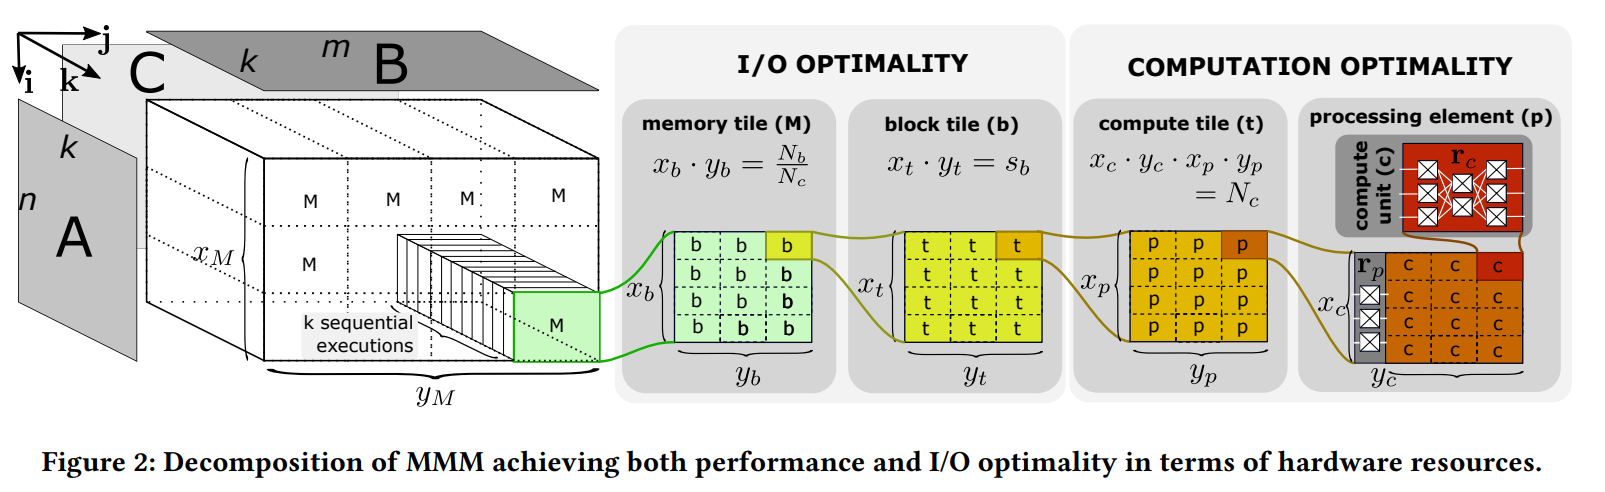 j
i
k
C
k
m
B
k
n
A
x_M
M M M M
M
M
k sequential
executions
y_M
I/O OPTIMALITY
memory tile (M)
x_b · y_b = N_b / N_c
b b b
b b b
b b b
b b b
x_b
y_b
block tile (b)
x_t · y_t = s_b
t t t
t t t
t t t
t t t
x_t
y_t
COMPUTATION OPTIMALITY
compute tile (t)
x_c · y_c · x_p · y_p
= N_c
p p p
p p p
p p p
p p p
x_p
y_p
processing element (p)
compute
unit (c)
r_c
r_p
c c c
c c c
c c c
c c c
x_c
y_c
Figure 2: Decomposition of MMM achieving both performance and I/O optimality in terms of hardware resources.